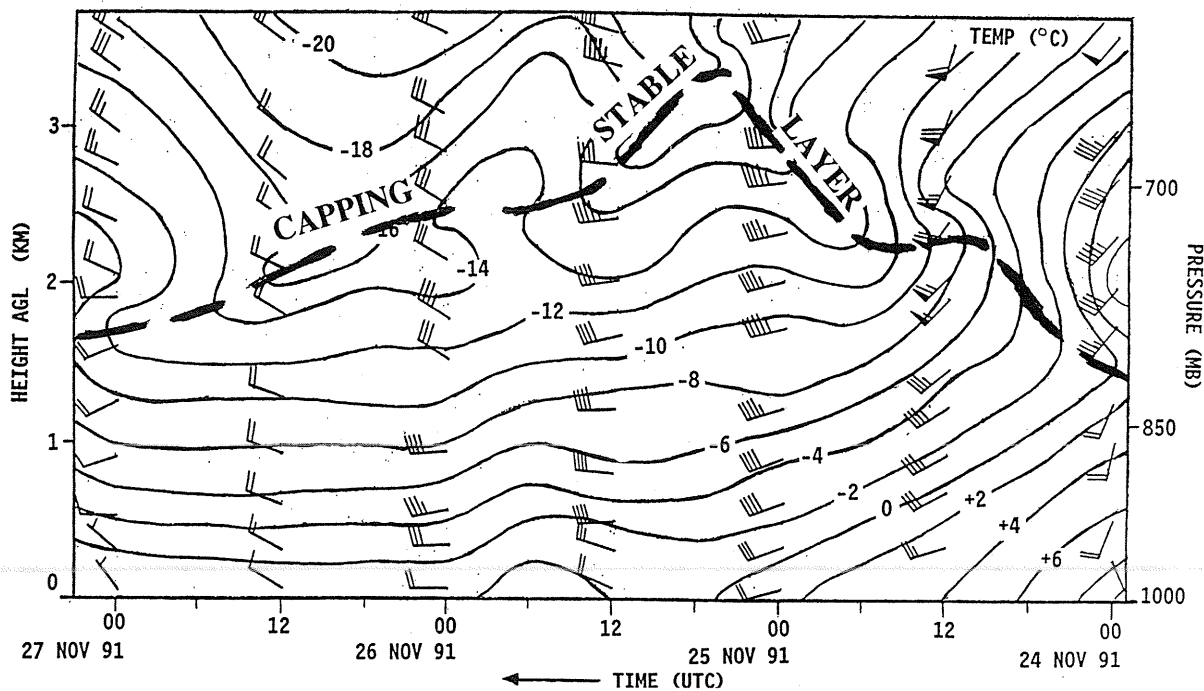 TEMP (°C)
-20
STABLE
LAYER
3
-18
CAPPING
700
16
-14
2
-12
-10
-8
1
850
-6
-4
-2
0
+2
+4
+6
0
1000
HEIGHT AGL (KM)
PRESSURE (MB)
00
12
00
12
00
12
00
27 NOV 91
26 NOV 91
25 NOV 91
24 NOV 91
TIME (UTC)